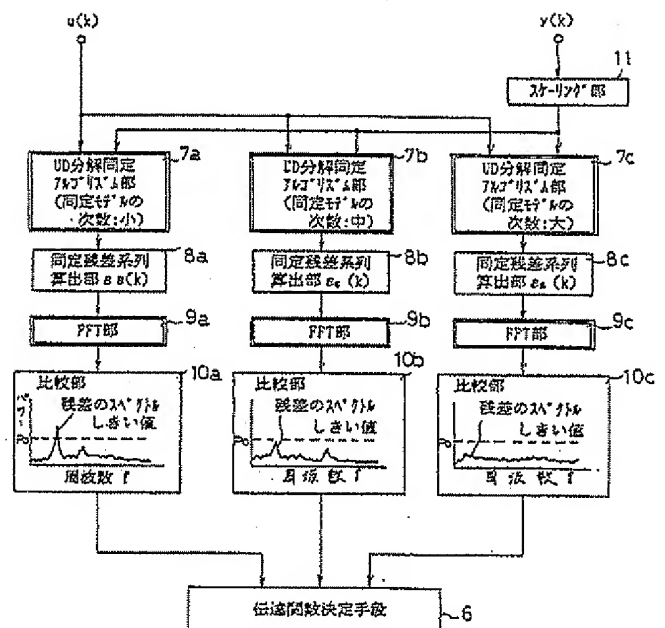 u(k)
y(k)
11
スケーリング部
7a
UD分解同定
アルゴリズム部
(同定モデルの
次数:小)
7b
UD分解同定
アルゴリズム部
(同定モデルの
次数:中)
7c
UD分解同定
アルゴリズム部
(同定モデルの
次数:大)
8a
同定残差系列
算出部 (k)
8b
同定残差系列
算出部 (k)
8c
同定残差系列
算出部 (k)
9a
FFT部
9b
FFT部
9c
FFT部
10a
比較部
パワー
残差のスペクトル
しきい値
P0
周波数 f
10b
比較部
残差のスペクトル
しきい値
P0
周波数 f
10c
比較部
残差のスペクトル
しきい値
P0
周波数 f
伝達関数決定手段
6